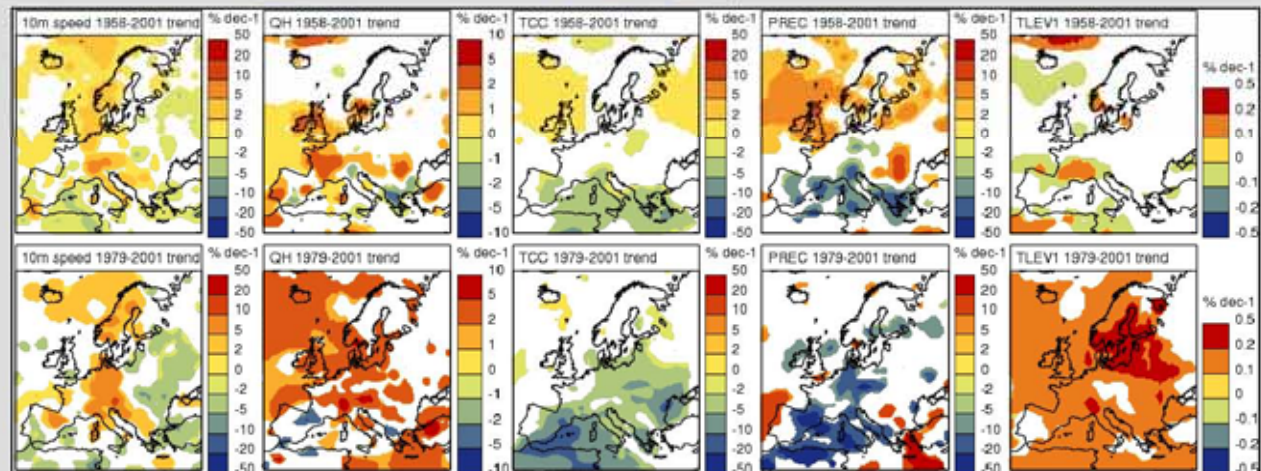 10m speed 1958-2001 trend % dec-1 QH 1958-2001 trend % dec-1 TCC 1958-2001 trend % dec-1 PREC 1958-2001 trend % dec-1 TLEV1 1958-2001 trend
50 10 50 50
20 5 20 20
10 2 10 10
% dec-1
5 1 5 5 0.5
2 2 2 0.2
0 0 0 0 0.1
-2 -1 -2 -2 0
-5 -2 -5 -5 -0.1
-10 -5 -10 -10 -0.2
-20 -20 -20
-50 -10 -50 -50 -0.5
10m speed 1979-2001 trend % dec-1 QH 1979-2001 trend % dec-1 TCC 1979-2001 trend % dec-1 PREC 1979-2001 trend % dec-1 TLEV1 1979-2001 trend
50 10 50 50
20 5 20 20
10 2 10 10
% dec-1
5 1 5 5 0.5
2 2 2 0.2
0 0 0 0 0.1
-2 -1 -2 -2 0
-5 -2 -5 -5 -0.1
-10 -5 -10 -10 -0.2
-20 -20 -20
-50 -10 -50 -50 -0.5